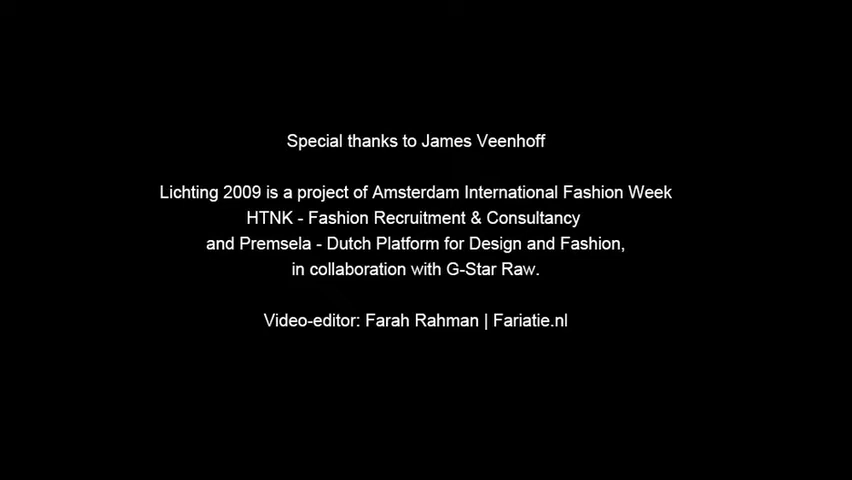 Special thanks to James Veenhoff
Lichting 2009 is a project of Amsterdam International Fashion Week
HTNK - Fashion Recruitment & Consultancy
and Premsela - Dutch Platform for Design and Fashion,
in collaboration with G-Star Raw.
Video-editor: Farah Rahman | Fariatie.nl